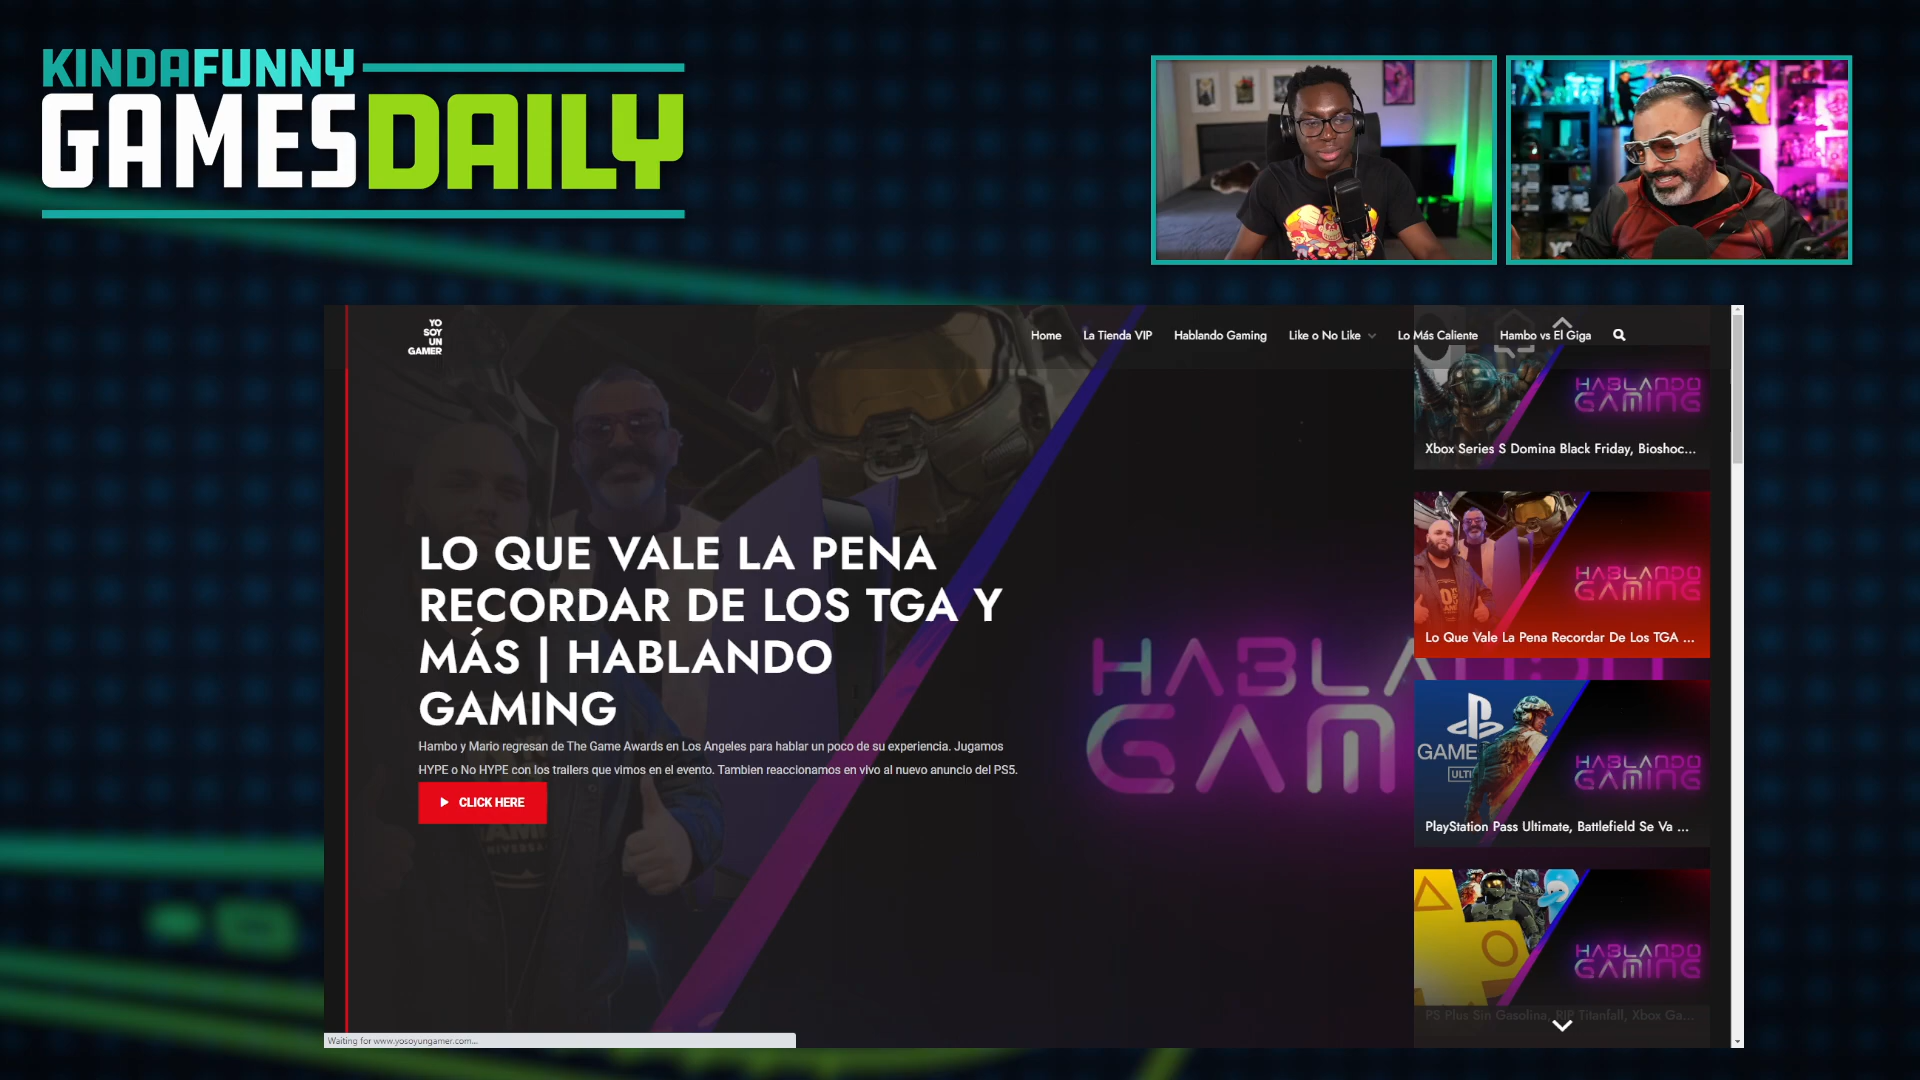 KINDAFUNNY
GAMESDAILY
YO
SOY
UN
GAMER
Home
La Tienda VIP
Hablando Gaming
Like o No Like
Lo Más Caliente
Hambo vs El Giga
HABLANDO
GAMING
Xbox Series S Domina Black Friday, Bioshoc...
LO QUE VALE LA PENA
RECORDAR DE LOS TGA Y
MÁS | HABLANDO
GAMING
Hambo y Mario regresan de The Game Awards en Los Angeles para hablar un poco de su experiencia. Jugamos
HYPE o No HYPE con los trailers que vimos en el evento. Tambien reaccionamos en vivo al nuevo anuncio del PS5.
CLICK HERE
HABLANDO
GAMING
Lo Que Vale La Pena Recordar De Los TGA ...
GAME
ULTI
HABLANDO
GAMING
PlayStation Pass Ultimate, Battlefield Se Va ...
HABLANDO
GAMING
PS Plus Sin Gasolina, RIP Titanfall, Xbox Ga...
Waiting for www.yosoyungamer.com...